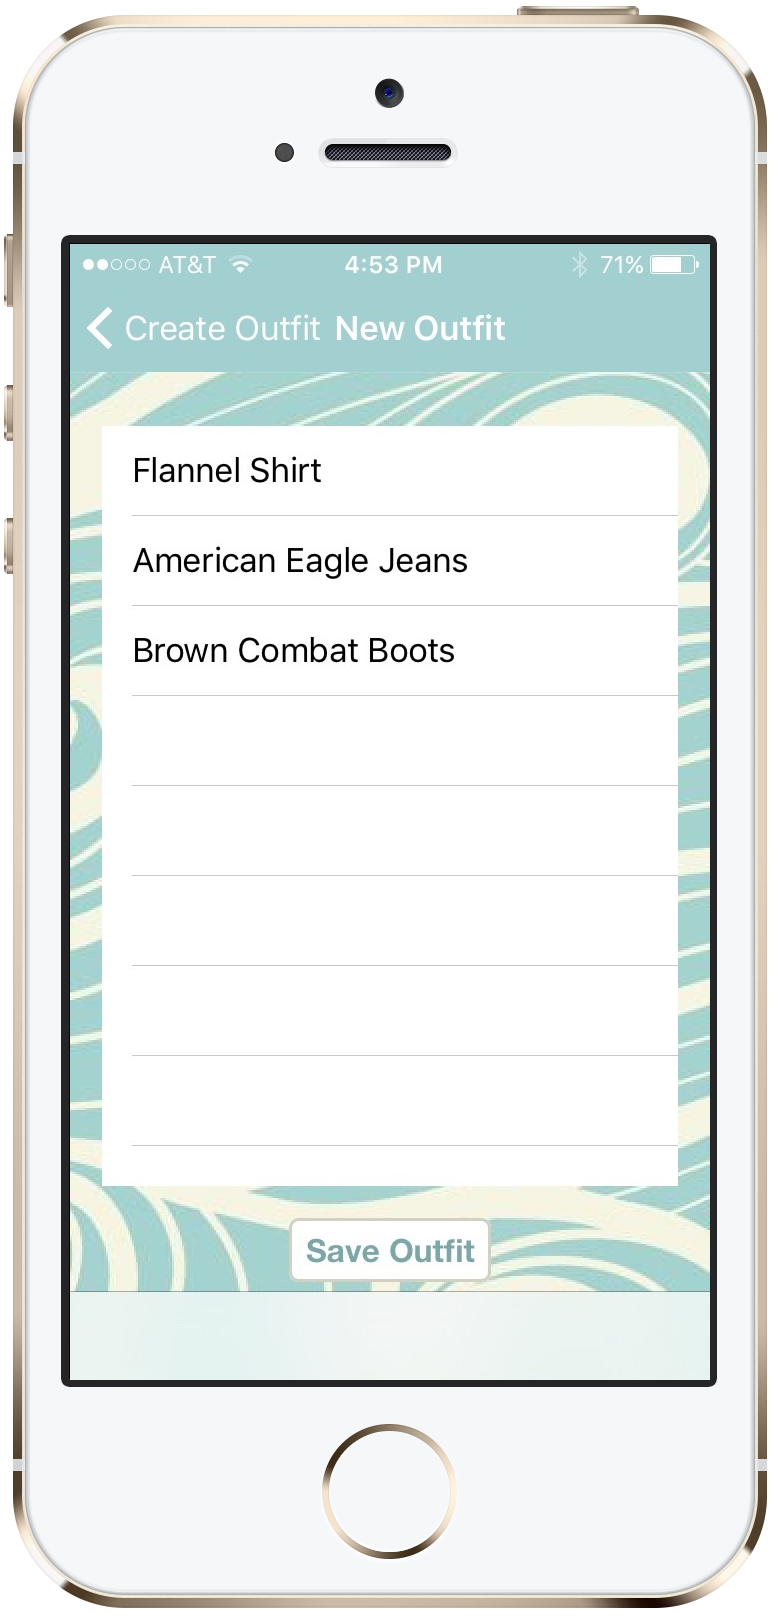 AT&T 4:53 PM 71%
Create Outfit New Outfit
Flannel Shirt
American Eagle Jeans
Brown Combat Boots
Save Outfit